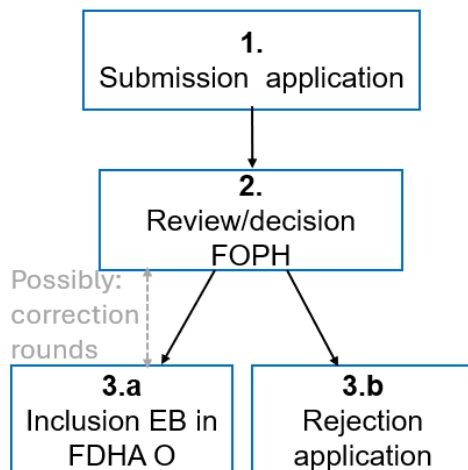 1.
Submission application
2.
Review/decision
FOPH
Possibly:
correction
rounds
3.a
Inclusion EB in
FDHA O
3.b
Rejection
application